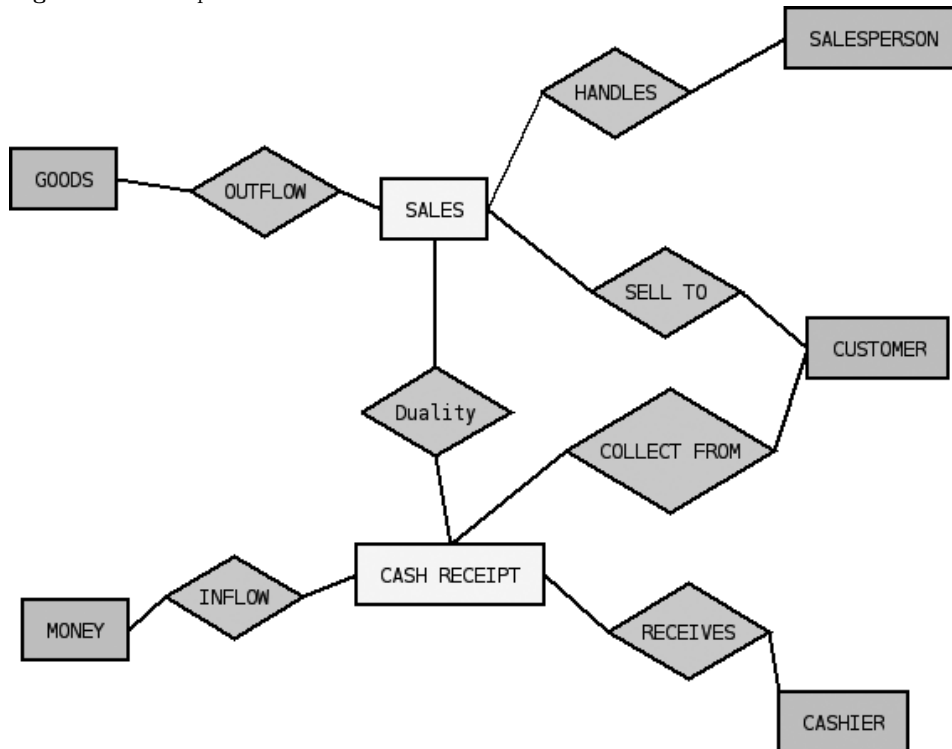 SALESPERSON
HANDLES
GOODS
OUTFLOW
SALES
SELL TO
CUSTOMER
Duality
COLLECT FROM
CASH RECEIPT
INFLOW
MONEY
RECEIVES
CASHIER